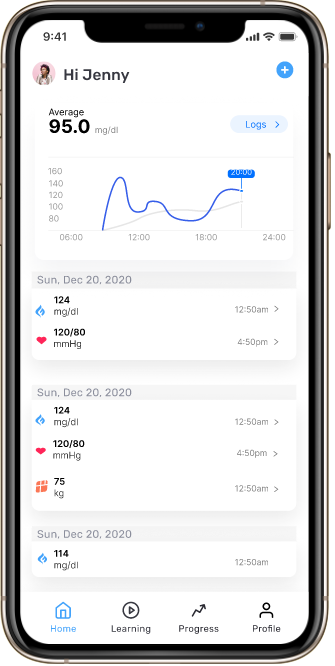 9:41
Hi Jenny
Average
95.0 mg/dl
Logs
20:00
160
140
120
100
80
06:00 12:00 18:00 24:00
Sun, Dec 20, 2020
124
mg/dl
12:50am
120/80
mmHg
4:50pm
Sun, Dec 20, 2020
124
mg/dl
12:50am
120/80
mmHg
4:50pm
75
kg
12:50am
Sun, Dec 20, 2020
114
mg/dl
12:50am
Home Learning Progress Profile